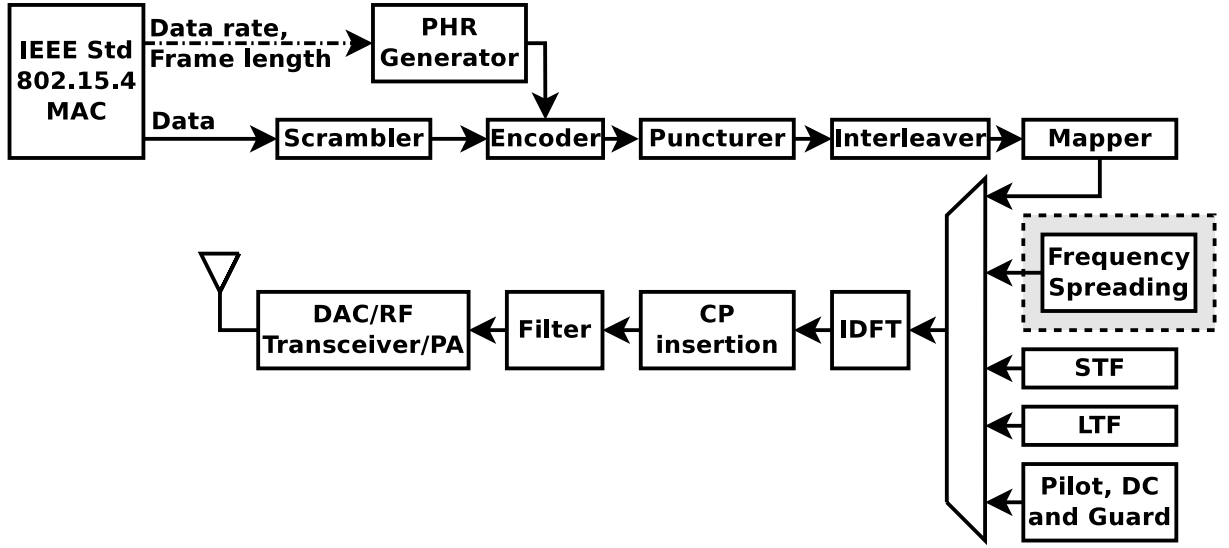 IEEE Std
802.15.4
MAC
Data rate,
Frame length
PHR
Generator
Data
Scrambler
Encoder
Puncturer
Interleaver
Mapper
Frequency
Spreading
DAC/RF
Transceiver/PA
Filter
CP
insertion
IDFT
STF
LTF
Pilot, DC
and Guard